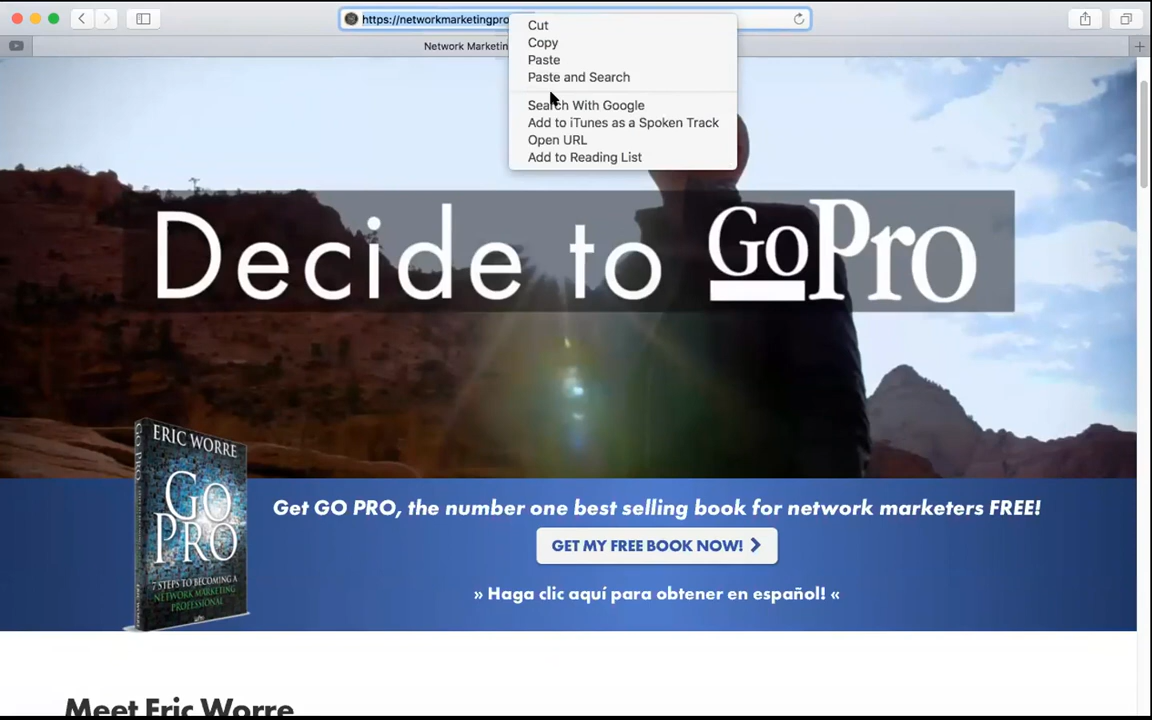 https://networkmarketingpro
Cut
Copy
Paste
Paste and Search
Search With Google
Add to iTunes as a Spoken Track
Open URL
Add to Reading List
Network Marketin
Decide to GoPro
ERIC WORRE
GO
PRO
7 STEPS TO BECOMING A
NETWORK MARKETING
PROFESSIONAL
Get GO PRO, the number one best selling book for network marketers FREE!
GET MY FREE BOOK NOW!
» Haga clic aquí para obtener en español! «
Meet Eric Worre